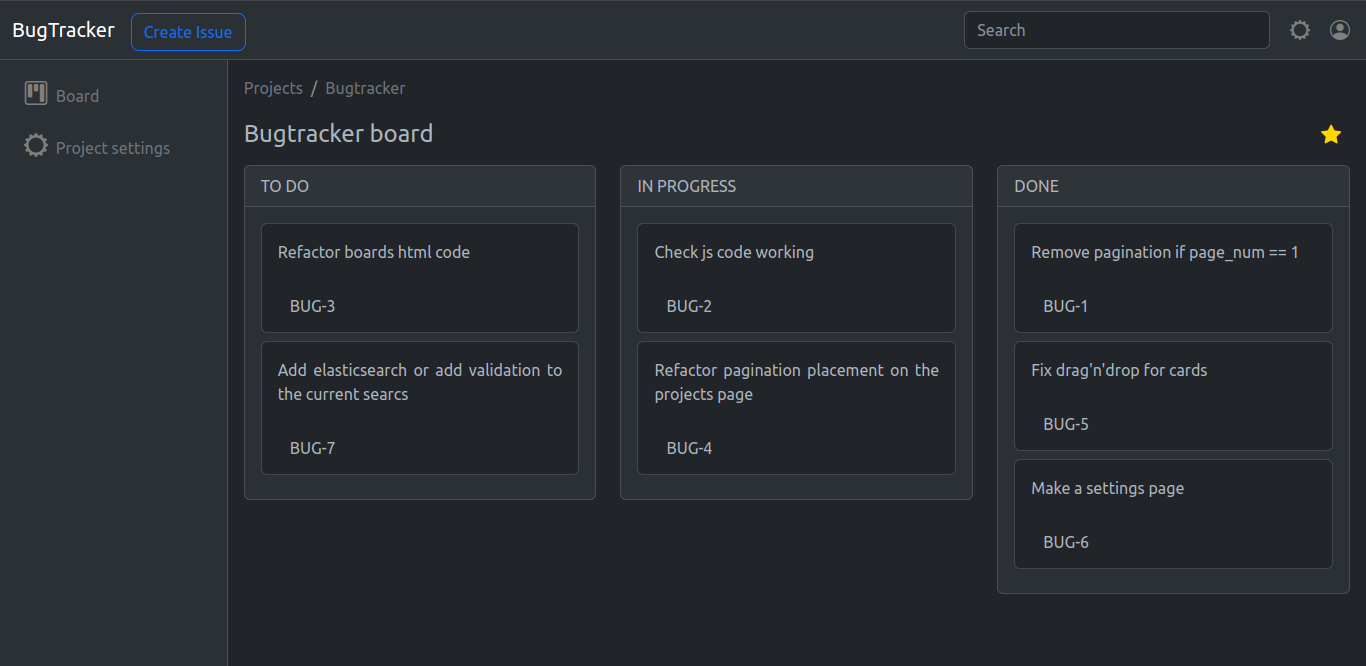 BugTracker
Create Issue
Search
Board
Project settings
Projects / Bugtracker
Bugtracker board
TO DO
Refactor boards html code
BUG-3
Add elasticsearch or add validation to
the current searcs
BUG-7
IN PROGRESS
Check js code working
BUG-2
Refactor pagination placement on the
projects page
BUG-4
DONE
Remove pagination if page_num == 1
BUG-1
Fix drag'n'drop for cards
BUG-5
Make a settings page
BUG-6